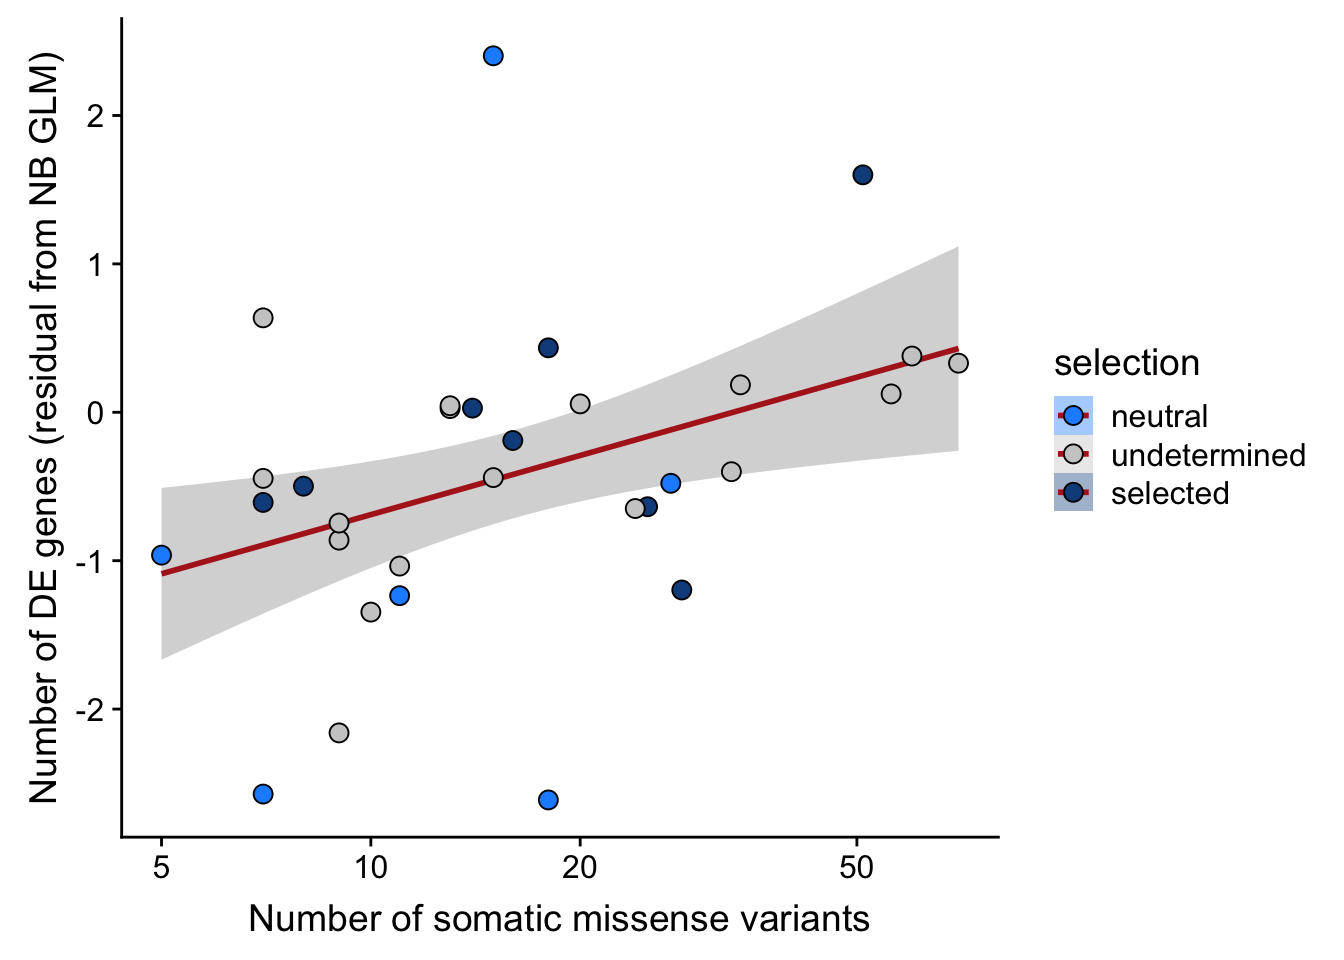 Number of DE genes (residual from NB GLM)
2
1
0
-1
-2
5
10
20
50
Number of somatic missense variants
selection
neutral
undetermined
selected